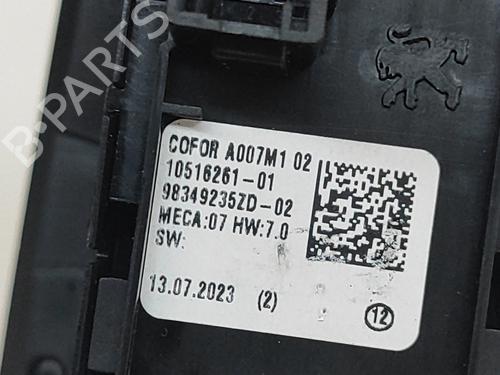 B-PARTS
COFOR A007M1 02
10516261-01
98349235ZD-02
MECA:07 HW:7.0
SW:
13.07.2023 (2)
12